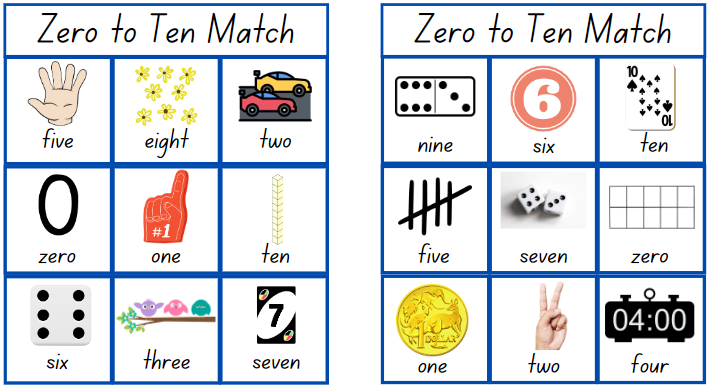 Zero to Ten Match
five eight two
0 #1
zero one ten
7
six three seven
Zero to Ten Match
6 10 10
nine six ten
five seven zero
04:00
one two four